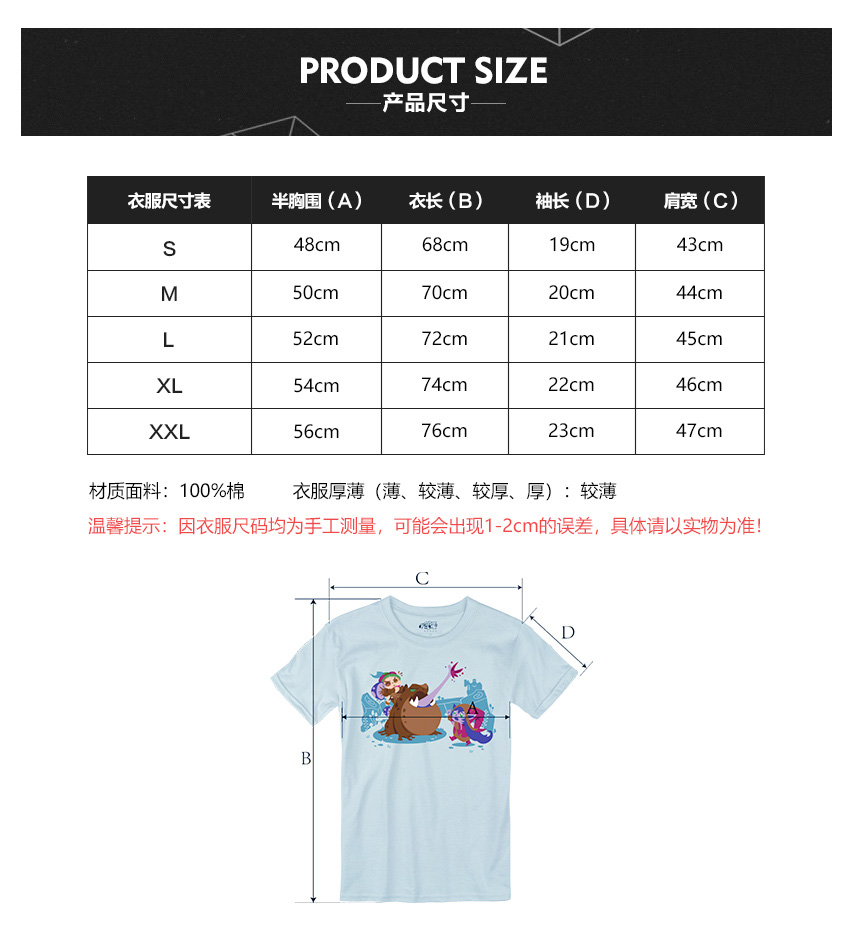 PRODUCT SIZE
产品尺寸
衣服尺寸表 半胸围（A） 衣长（B） 袖长（D） 肩宽（C）
S 48cm 68cm 19cm 43cm
M 50cm 70cm 20cm 44cm
L 52cm 72cm 21cm 45cm
XL 54cm 74cm 22cm 46cm
XXL 56cm 76cm 23cm 47cm
材质面料：100%棉 衣服厚薄（薄、较薄、较厚、厚）：较薄
温馨提示：因衣服尺码均为手工测量，可能会出现1-2cm的误差，具体请以实物为准！
C
D
A
B